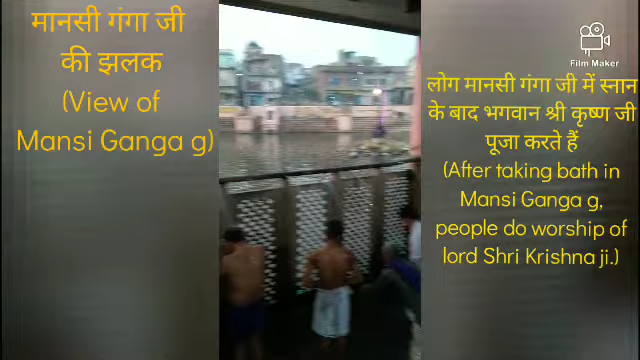 मानसी गंगा जी
की झलक
(View of
Mansi Ganga g)
Film Maker
लोग मानसी गंगा जी में स्नान
के बाद भगवान श्री कृष्ण जी
पूजा करते हैं
(After taking bath in
Mansi Ganga g,
people do worship of
lord Shri Krishna ji.)